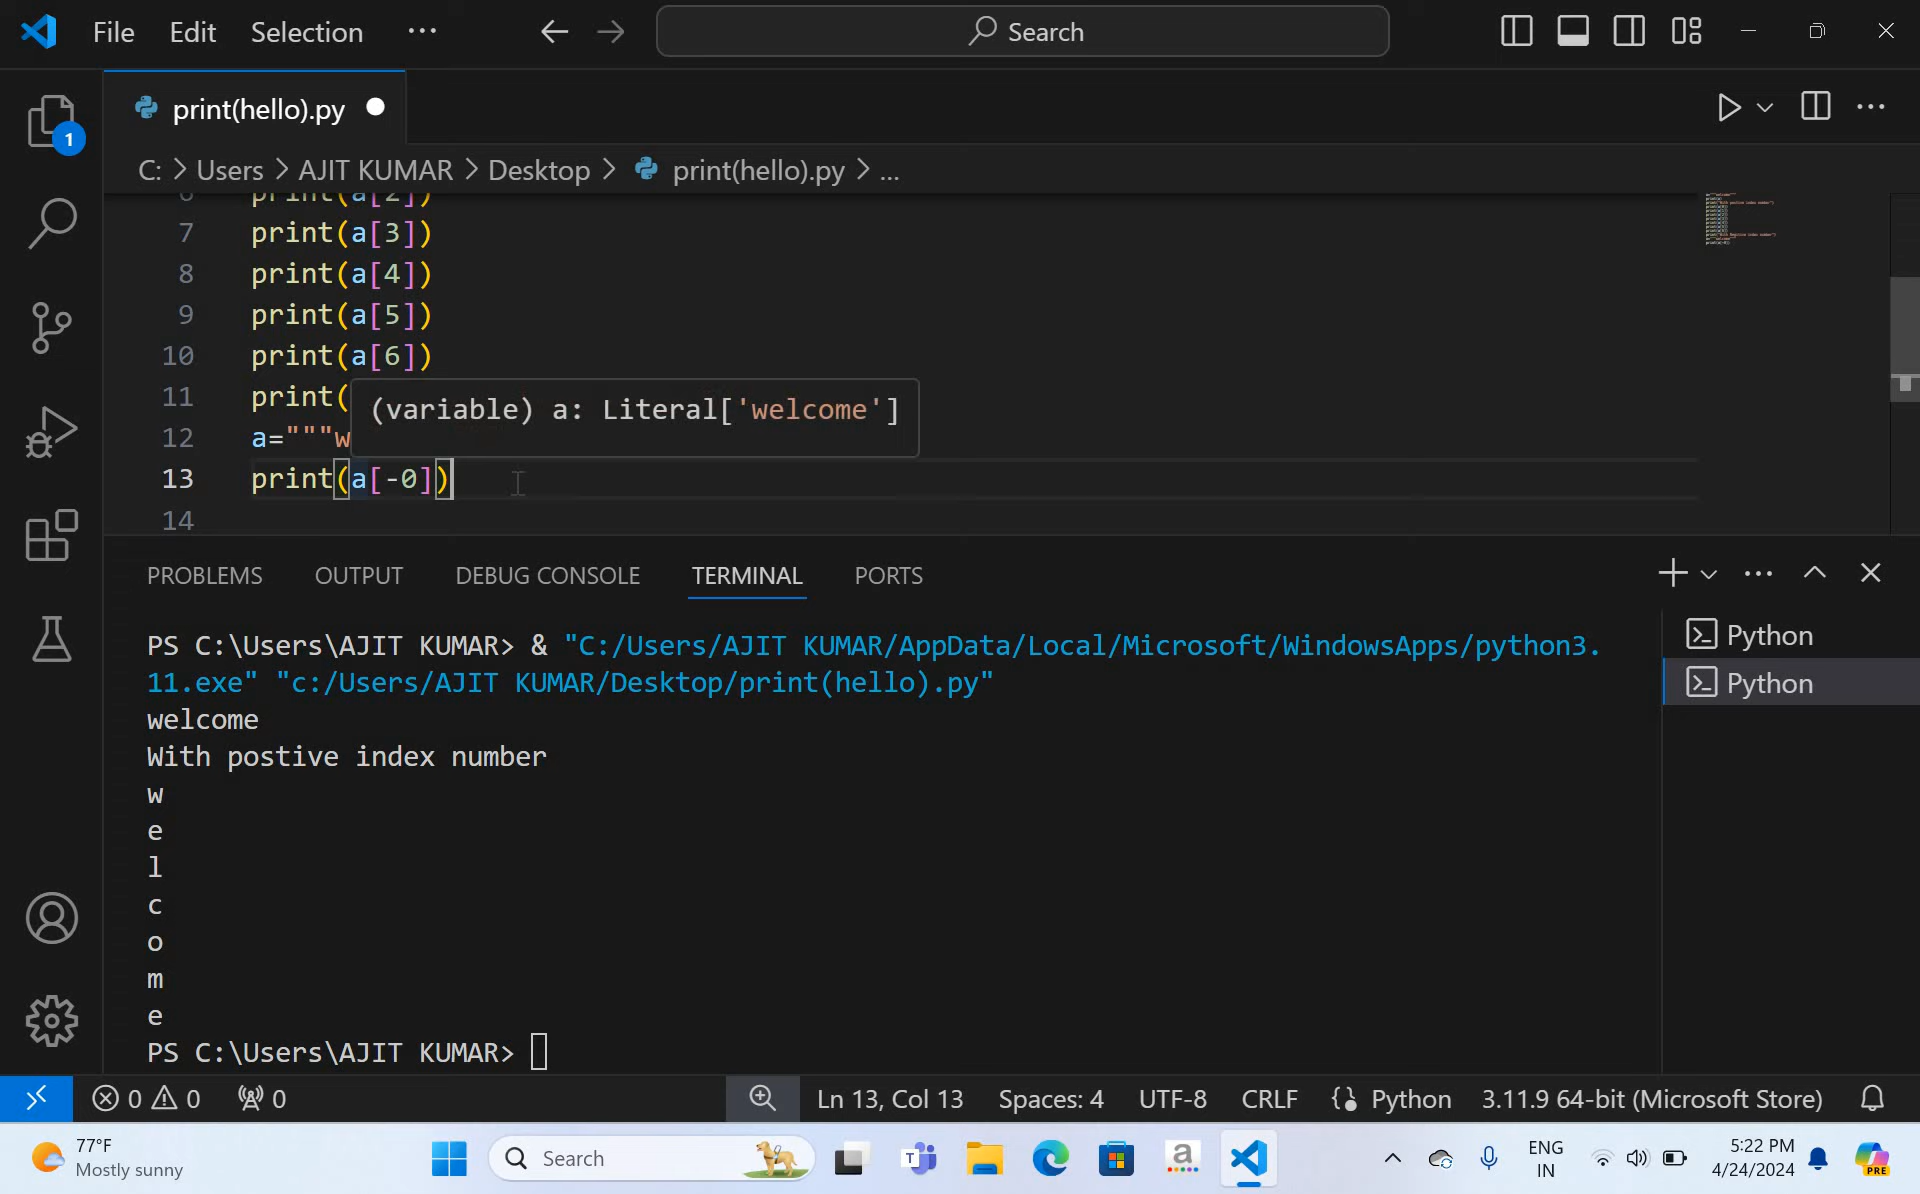 File Edit Selection ··· Search
print(hello).py
1
C: > Users > AJIT KUMAR > Desktop > print(hello).py > ...
6 print(a[2])
7 print(a[3])
8 print(a[4])
9 print(a[5])
10 print(a[6])
11 print(
(variable) a: Literal['welcome']
12 a="""w
13 print(a[-0])
14
PROBLEMS OUTPUT DEBUG CONSOLE TERMINAL PORTS
PS C:\Users\AJIT KUMAR> & "C:/Users/AJIT KUMAR/AppData/Local/Microsoft/WindowsApps/python3.
11.exe" "c:/Users/AJIT KUMAR/Desktop/print(hello).py"
welcome
With postive index number
w
e
l
c
o
m
e
PS C:\Users\AJIT KUMAR>
Python
Python
0 0 0 Ln 13, Col 13 Spaces: 4 UTF-8 CRLF Python 3.11.9 64-bit (Microsoft Store)
77°F
Mostly sunny
Search
ENG
IN
5:22 PM
4/24/2024
PRE